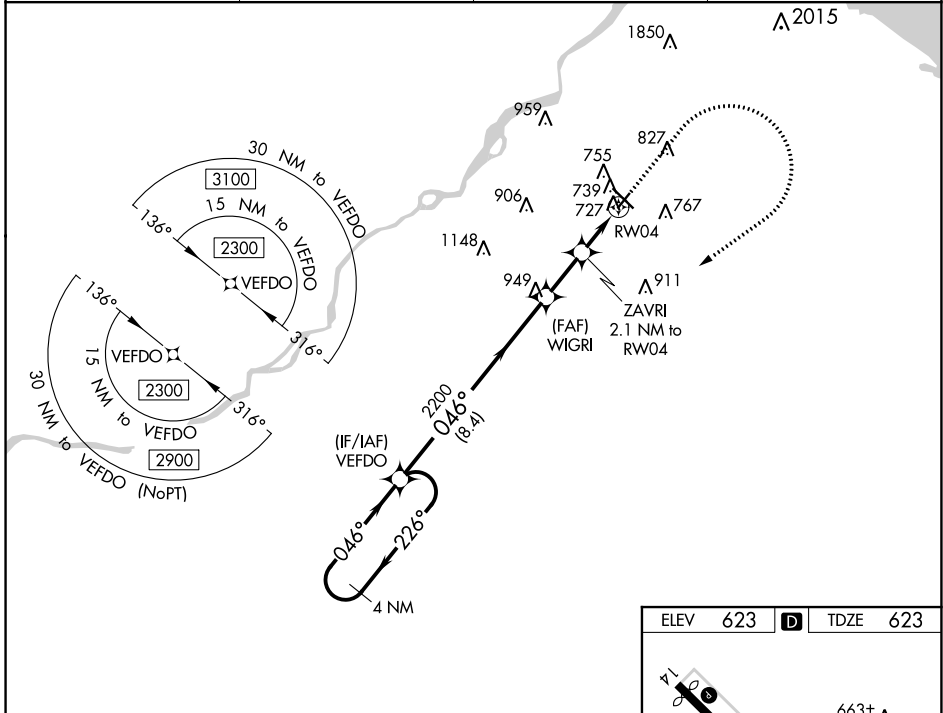 2015
1850
959
827
755
739
727
906
767
RW04
1148
949
911
ZAVRI
2.1 NM to
RW04
(FAF)
WIGRI
30 NM to VEFDO
3100
15 NM to VEFDO
136°
2300
VEFDO
316°
136°
VEFDO
15 NM to VEFDO
2300
316°
30 NM to VEFDO (NoPT)
2900
2200
046°
(8.4)
(IF/IAF)
VEFDO
046°
226°
4 NM
ELEV 623 D TDZE 623
14
P
663±